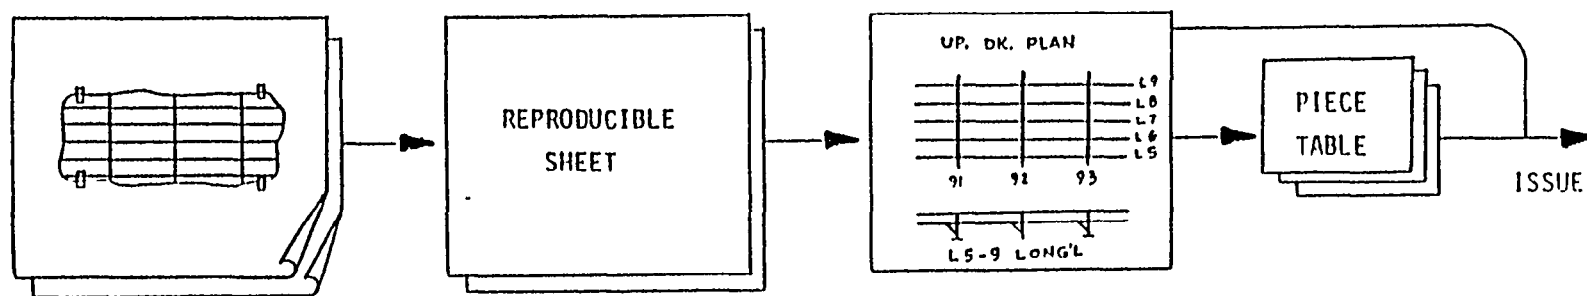 REPRODUCIBLE
SHEET
UP. DK. PLAN
L9
L8
L7
L6
L5
91 92 93
L5-9 LONG'L
PIECE
TABLE
ISSUE